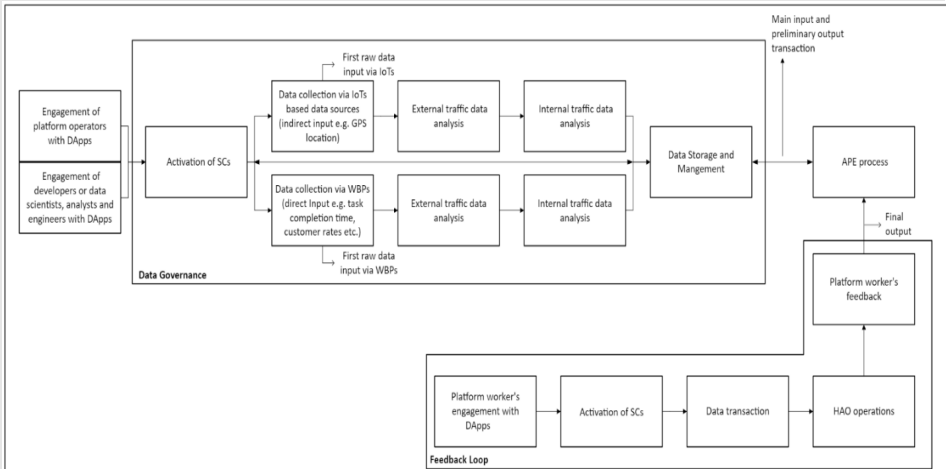 Main input and
preliminary output
transaction
First raw data
input via IoTs
Engagement of
platform operators
with DApps
Engagement of
developers or data
scientists, analysts and
engineers with DApps
Activation of SCs
Data collection via IoTs
based data sources
(indirect input e.g. GPS
location)
External traffic data
analysis
Internal traffic data
analysis
Data collection via WBPs
(direct Input e.g. task
completion time,
customer rates etc.)
External traffic data
analysis
Internal traffic data
analysis
First raw data
input via WBPs
Data Storage and
Mangement
APE process
Data Governance
Final
output
Platform worker's
feedback
Platform worker's
engagement with
DApps
Activation of SCs
Data transaction
HAO operations
Feedback Loop